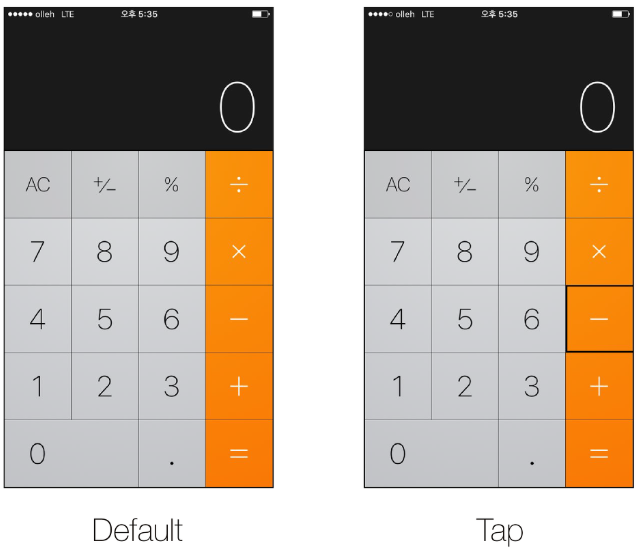 olleh LTE 오후 5:35
0
AC +/− % ÷
7 8 9 ×
4 5 6 −
1 2 3 +
0 . =
Default
olleh LTE 오후 5:35
0
AC +/− % ÷
7 8 9 ×
4 5 6 −
1 2 3 +
0 . =
Tap